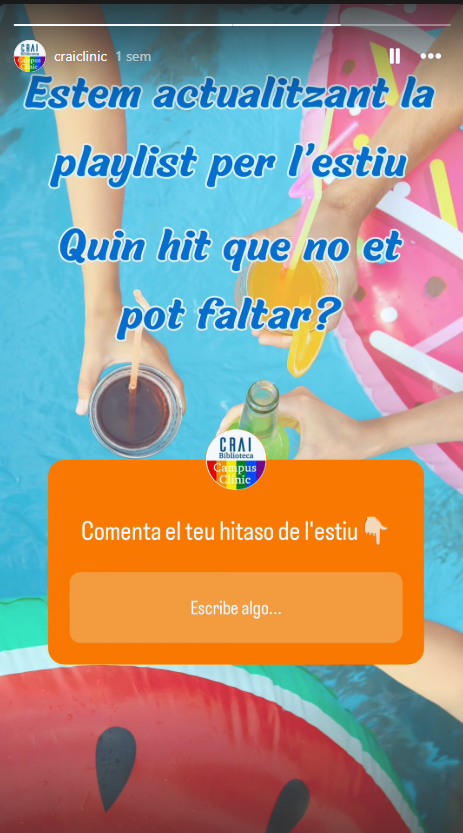 craiclinic 1 sem
Estem actualitzant la
playlist per l'estiu
Quin hit que no et
pot faltar?
CRAI
Biblioteca
Campus
Clínic
Comenta el teu hitaso de l'estiu 👇
Escribe algo...